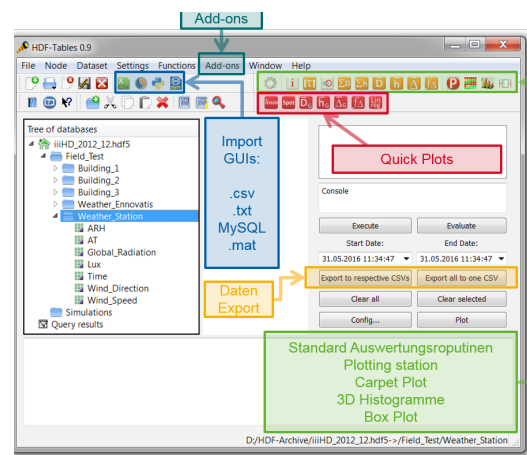 Add-ons
HDF-Tables 0.9
File Node Dataset Settings Functions Add-ons Window Help
Tree of databases
iiiHD_2012_12.hdf5
Field_Test
Building_1
Building_2
Building_3
Weather_Ennovatis
Weather_Station
ARH
AT
Global_Radiation
Lux
Time
Wind_Direction
Wind_Speed
Simulations
Query results
Import
GUIs:
.csv
.txt
MySQL
.mat
Quick Plots
Console
Execute Evaluate
Start Date: End Date:
31.05.2016 11:34:47 31.05.2016 11:34:47
Daten
Export
Export to respective CSVs Export all to one CSV
Clear all Clear selected
Config... Plot
Standard Auswertungsroputinen
Plotting station
Carpet Plot
3D Histogramme
Box Plot
D:/HDF-Archive/iiiHD_2012_12.hdf5->/Field_Test/Weather_Station